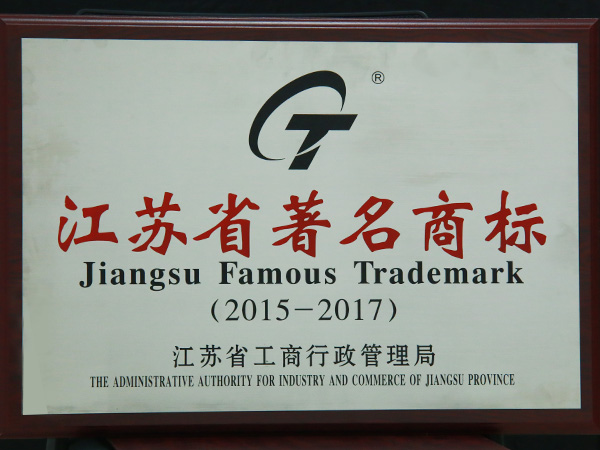 ®
江苏省著名商标
Jiangsu Famous Trademark
(2015-2017)
江苏省工商行政管理局
THE ADMINISTRATIVE AUTHORITY FOR INDUSTRY AND COMMERCE OF JIANGSU PROVINCE